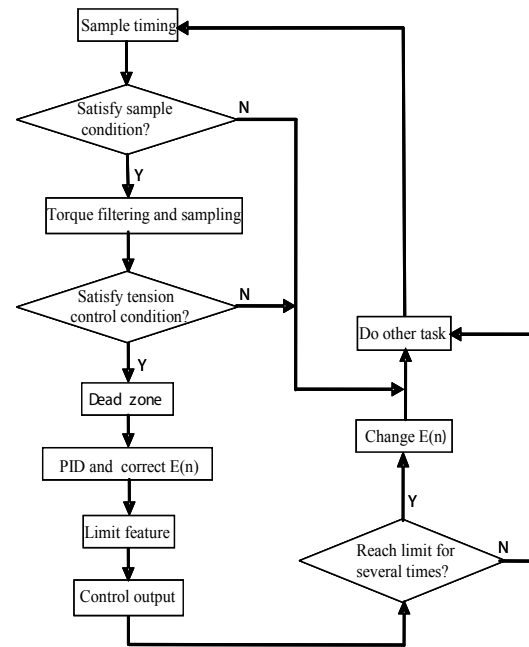 Sample timing
Satisfy sample
condition?
N
Y
Torque filtering and sampling
Satisfy tension
control condition?
N
Y
Dead zone
PID and correct E(n)
Limit feature
Control output
Do other task
Change E(n)
Y
Reach limit for
several times?
N